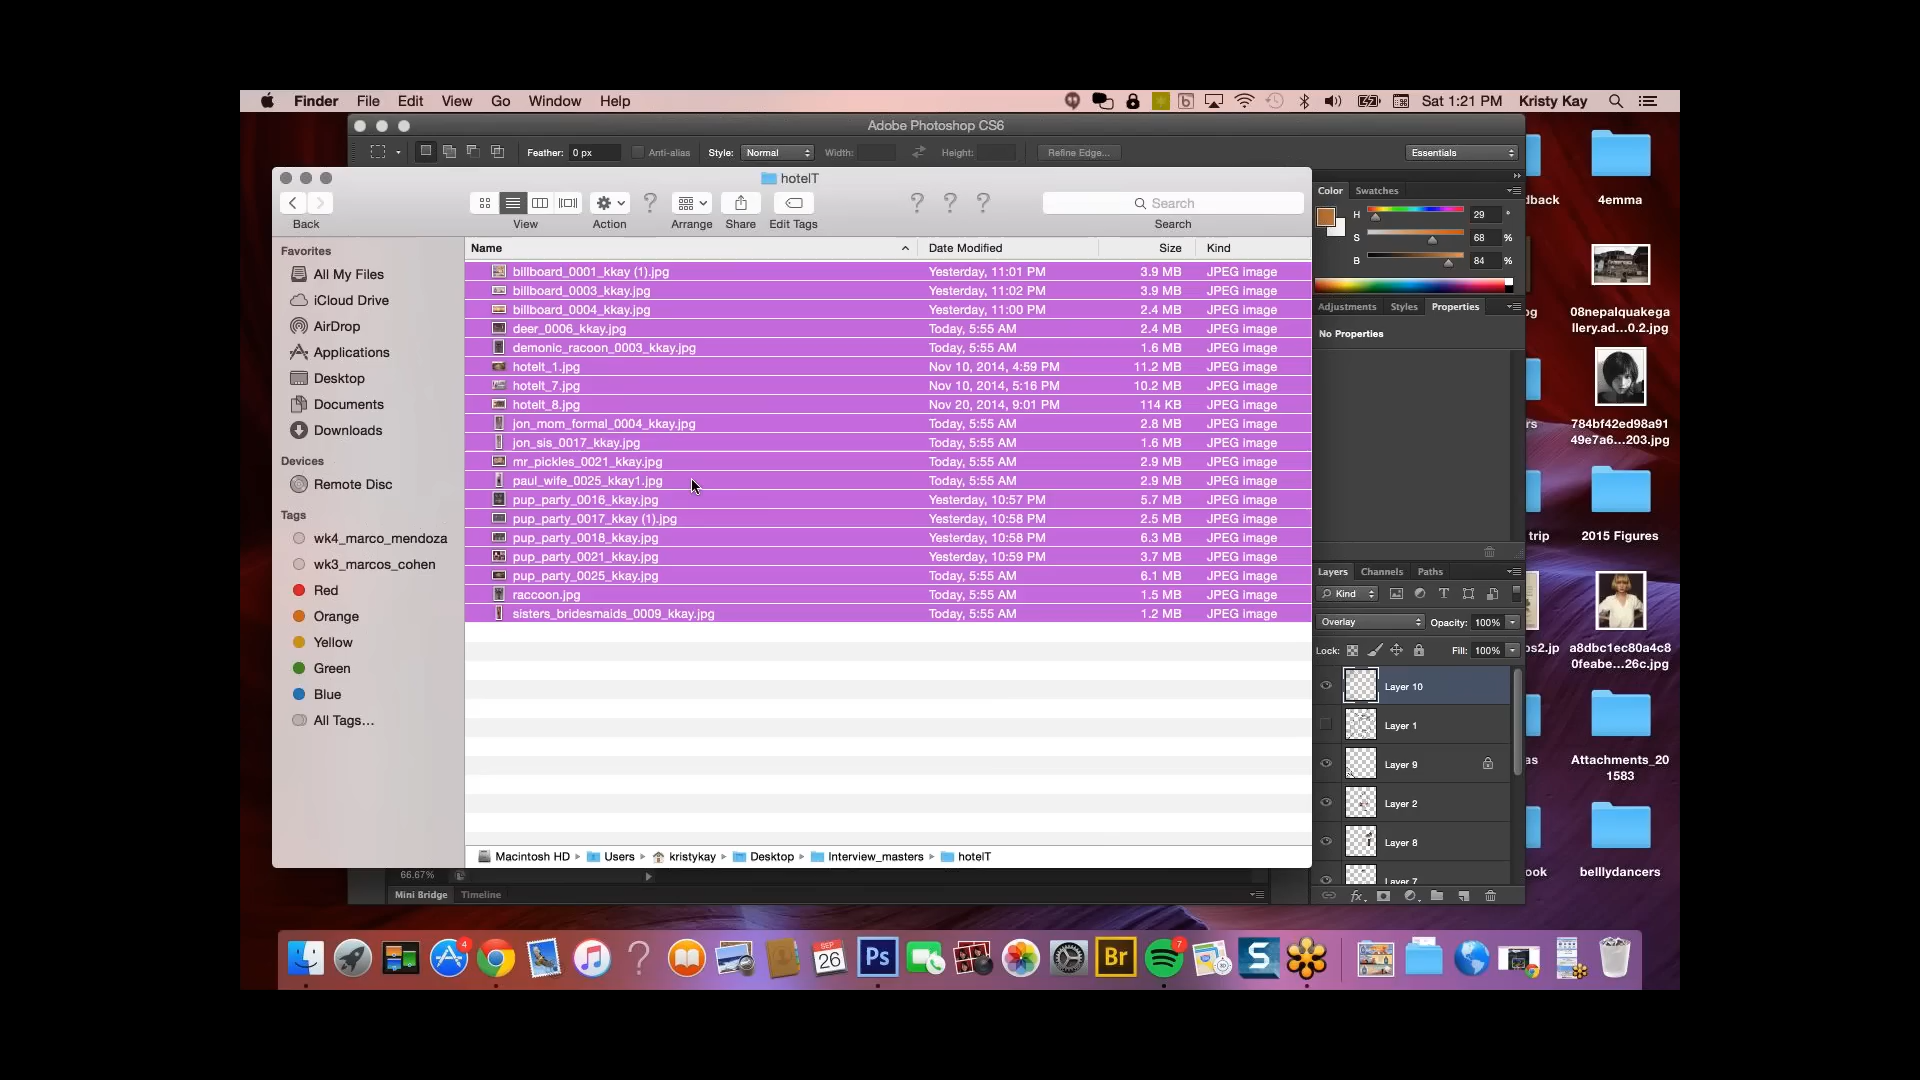 Finder File Edit View Go Window Help Sat 1:21 PM Kristy Kay
Adobe Photoshop CS6
Feather: 0 px Anti-alias Style: Normal Width: Height: Refine Edge... Essentials
hotelT
Back View Action Arrange Share Edit Tags Search
Search
Favorites
All My Files
iCloud Drive
AirDrop
Applications
Desktop
Documents
Downloads
Devices
Remote Disc
Tags
wk4_marco_mendoza
wk3_marcos_cohen
Red
Orange
Yellow
Green
Blue
All Tags...
Name Date Modified Size Kind
billboard_0001_kkay (1).jpg Yesterday, 11:01 PM 3.9 MB JPEG image
billboard_0003_kkay.jpg Yesterday, 11:02 PM 3.9 MB JPEG image
billboard_0004_kkay.jpg Yesterday, 11:00 PM 2.4 MB JPEG image
deer_0006_kkay.jpg Today, 5:55 AM 2.4 MB JPEG image
demonic_racoon_0003_kkay.jpg Today, 5:55 AM 1.6 MB JPEG image
hotelt_1.jpg Nov 10, 2014, 4:59 PM 11.2 MB JPEG image
hotelt_7.jpg Nov 10, 2014, 5:16 PM 10.2 MB JPEG image
hotelt_8.jpg Nov 20, 2014, 9:01 PM 114 KB JPEG image
jon_mom_formal_0004_kkay.jpg Today, 5:55 AM 2.8 MB JPEG image
jon_sis_0017_kkay.jpg Today, 5:55 AM 1.6 MB JPEG image
mr_pickles_0021_kkay.jpg Today, 5:55 AM 2.9 MB JPEG image
paul_wife_0025_kkay1.jpg Today, 5:55 AM 2.9 MB JPEG image
pup_party_0016_kkay.jpg Yesterday, 10:57 PM 5.7 MB JPEG image
pup_party_0017_kkay (1).jpg Yesterday, 10:58 PM 2.5 MB JPEG image
pup_party_0018_kkay.jpg Yesterday, 10:58 PM 6.3 MB JPEG image
pup_party_0021_kkay.jpg Yesterday, 10:59 PM 3.7 MB JPEG image
pup_party_0025_kkay.jpg Today, 5:55 AM 6.1 MB JPEG image
raccoon.jpg Today, 5:55 AM 1.5 MB JPEG image
sisters_bridesmaids_0009_kkay.jpg Today, 5:55 AM 1.2 MB JPEG image
Macintosh HD Users kristykay Desktop Interview_masters hotelT
66.67%
Mini Bridge Timeline
Color Swatches
H 29 °
S 68 %
B 84 %
Adjustments Styles Properties
No Properties
Layers Channels Paths
Kind
Overlay Opacity: 100%
Lock: Fill: 100%
Layer 10
Layer 1
Layer 9
Layer 2
Layer 8
Layer 7
dback 4emma
og 08nepalquakega
llery.ad...0.2.jpg
rs 784bf42ed98a91
49e7a6...203.jpg
trip 2015 Figures
os2.jp a8dbc1ec80a4c8
0feabe...26c.jpg
as Attachments_20
1583
ook bellydancers
4
SEP
26
Ps
Br
7
S